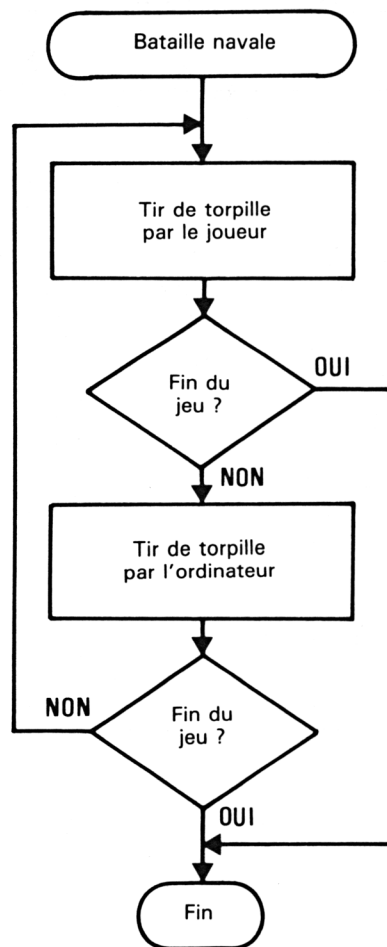 Bataille navale
Tir de torpille
par le joueur
Fin du
jeu ?
OUI
NON
Tir de torpille
par l'ordinateur
Fin du
jeu ?
NON
OUI
Fin